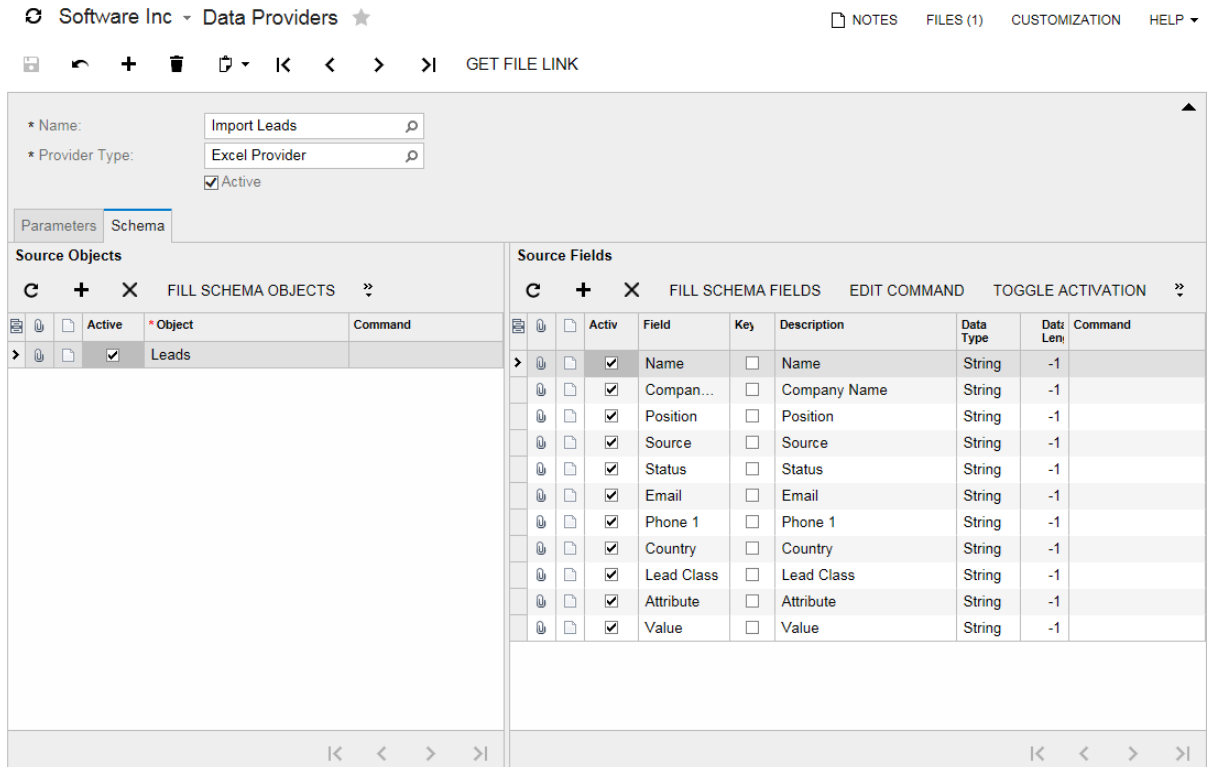 Software Inc Data Providers NOTES FILES (1) CUSTOMIZATION HELP
GET FILE LINK
* Name: Import Leads
* Provider Type: Excel Provider
Active
Parameters Schema
Source Objects Source Fields
FILL SCHEMA OBJECTS FILL SCHEMA FIELDS EDIT COMMAND TOGGLE ACTIVATION
Active * Object Command Activ Field Key Description Data Type Data Len Command
Leads
Name Name String -1
Compan... Company Name String -1
Position Position String -1
Source Source String -1
Status Status String -1
Email Email String -1
Phone 1 Phone 1 String -1
Country Country String -1
Lead Class Lead Class String -1
Attribute Attribute String -1
Value Value String -1